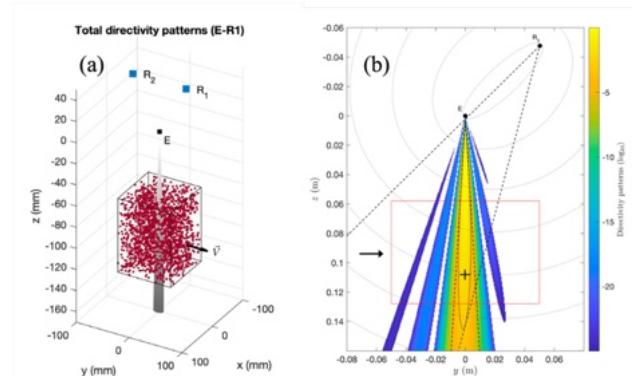 Total directivity patterns (E-R1)
(a)
R2
R1
E
z (mm)
40
20
0
-20
-40
-60
-80
-100
-120
-140
-160
V
-100
0
100
y (mm)
100
0
-100
x (mm)
(b)
R
E
z (m)
-0.06
-0.04
-0.02
0
0.02
0.04
0.06
0.08
0.1
0.12
0.14
-0.08
-0.06
-0.04
-0.02
0
0.02
0.04
0.06
y (m)
-5
-10
-15
-20
Directivity patterns (log10)